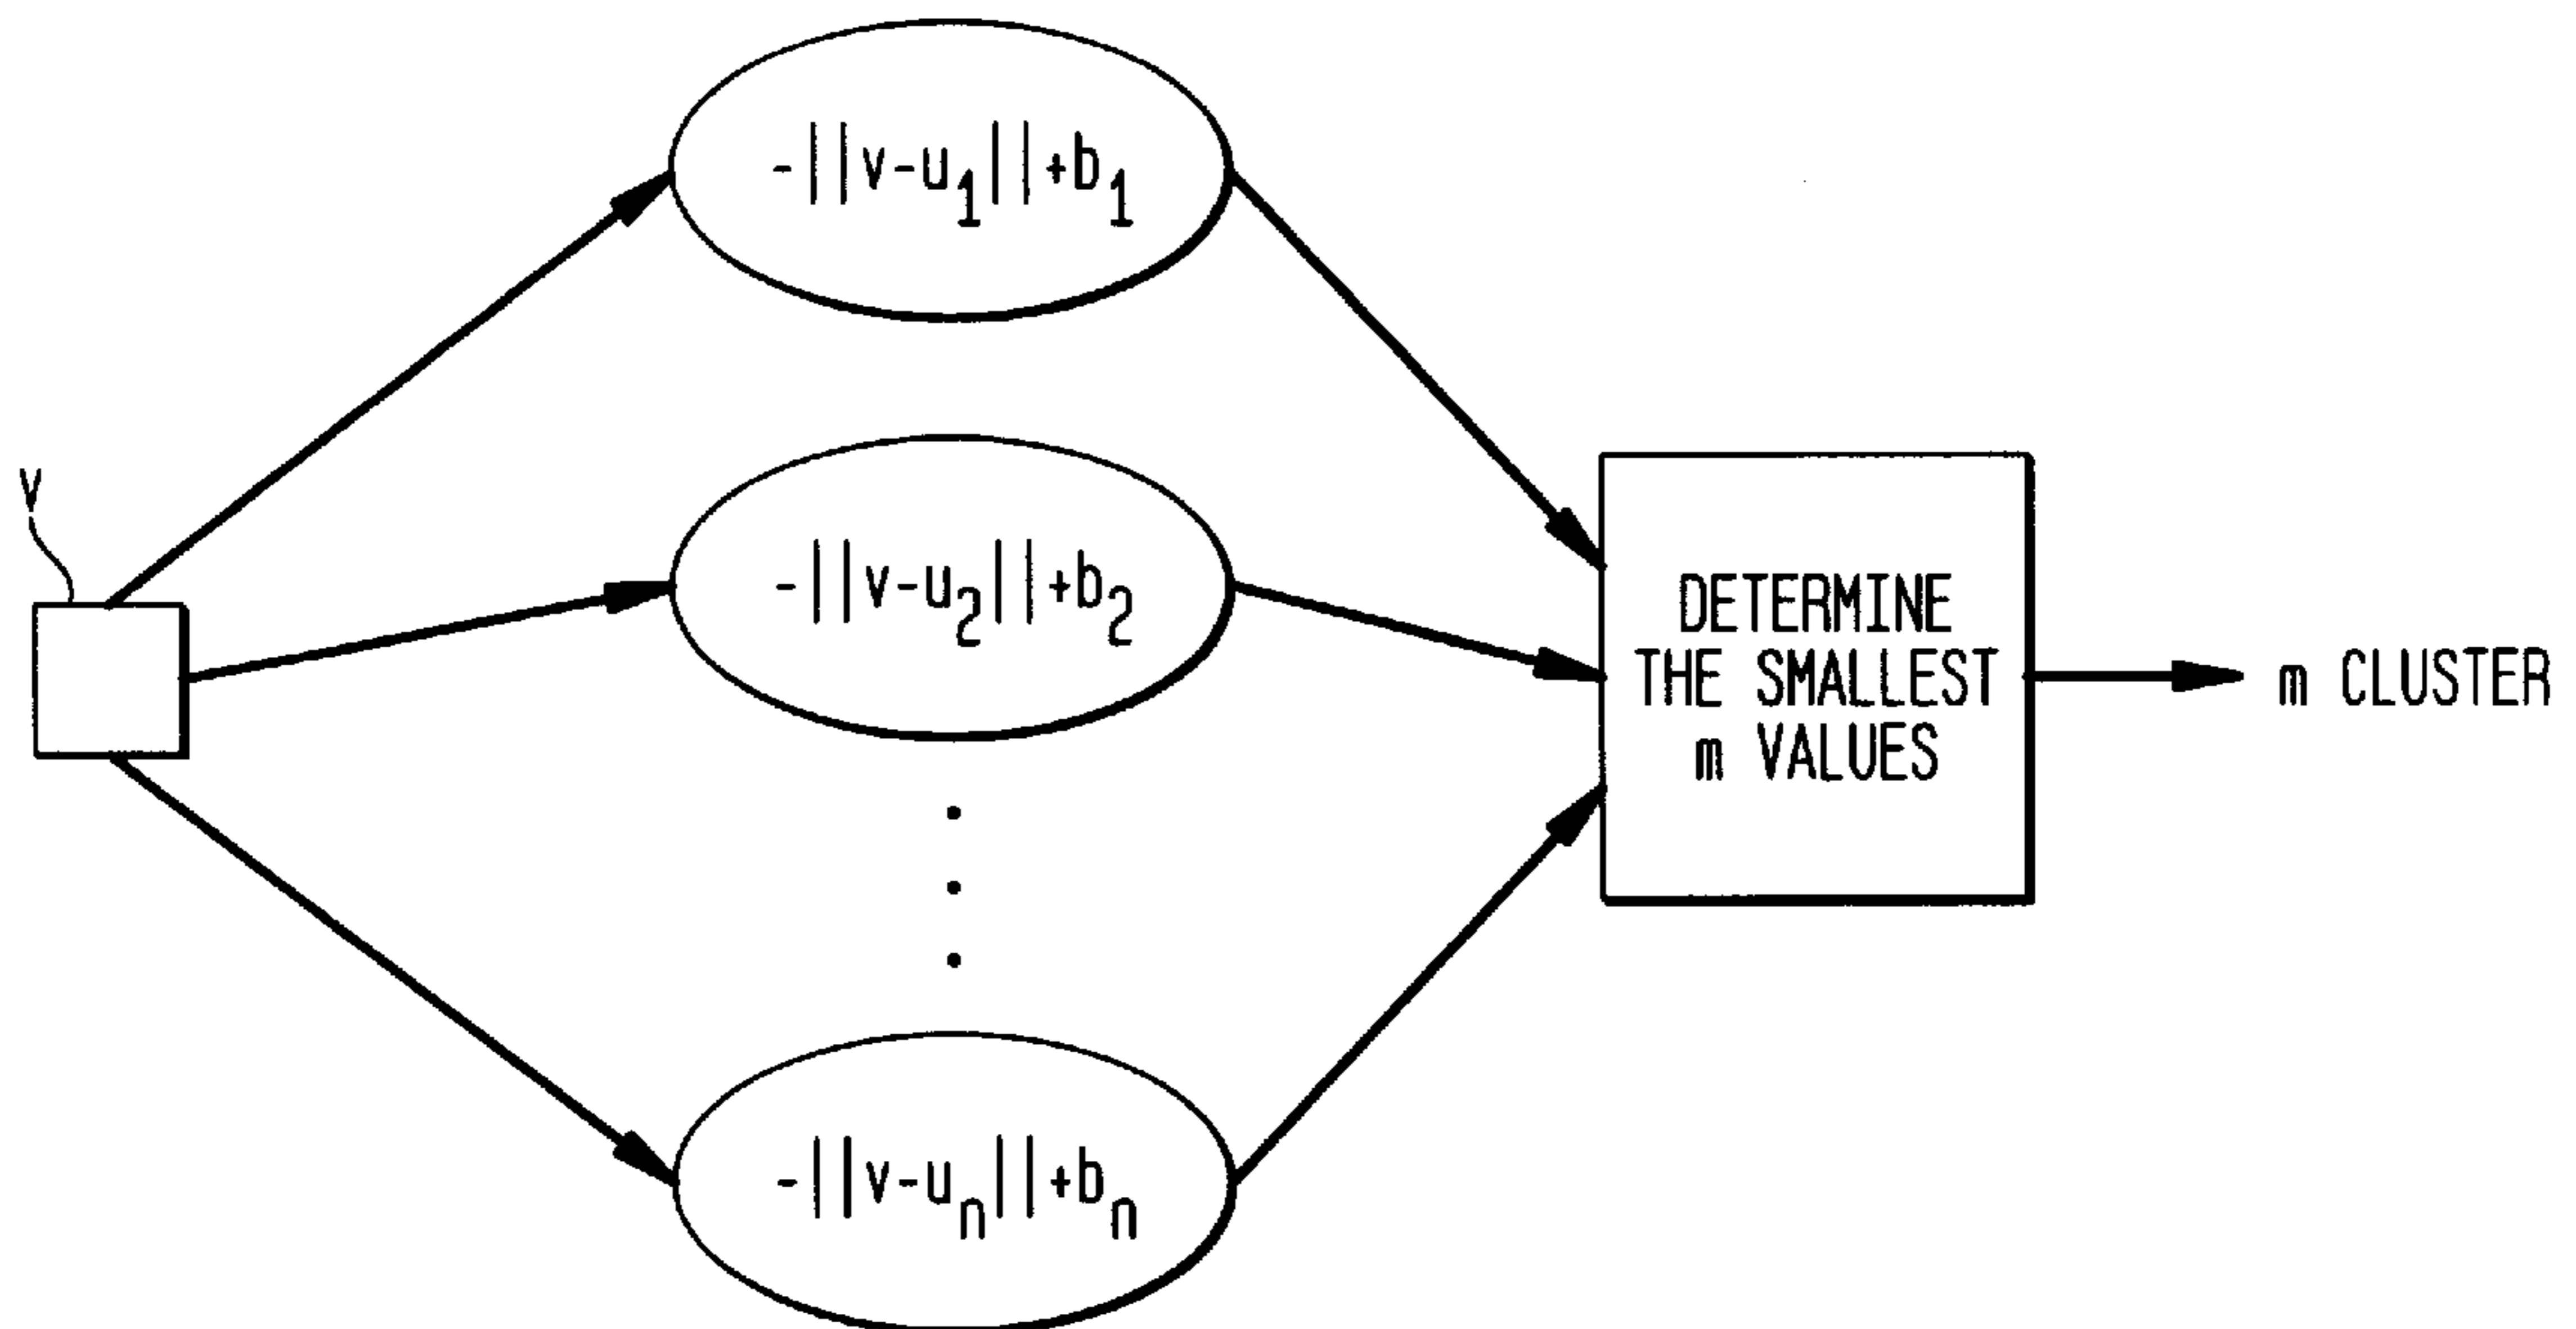 -||v-u₁||+b₁
v
-||v-u₂||+b₂
DETERMINE
THE SMALLEST
m VALUES
m CLUSTER
.
.
.
-||v-uₙ||+bₙ